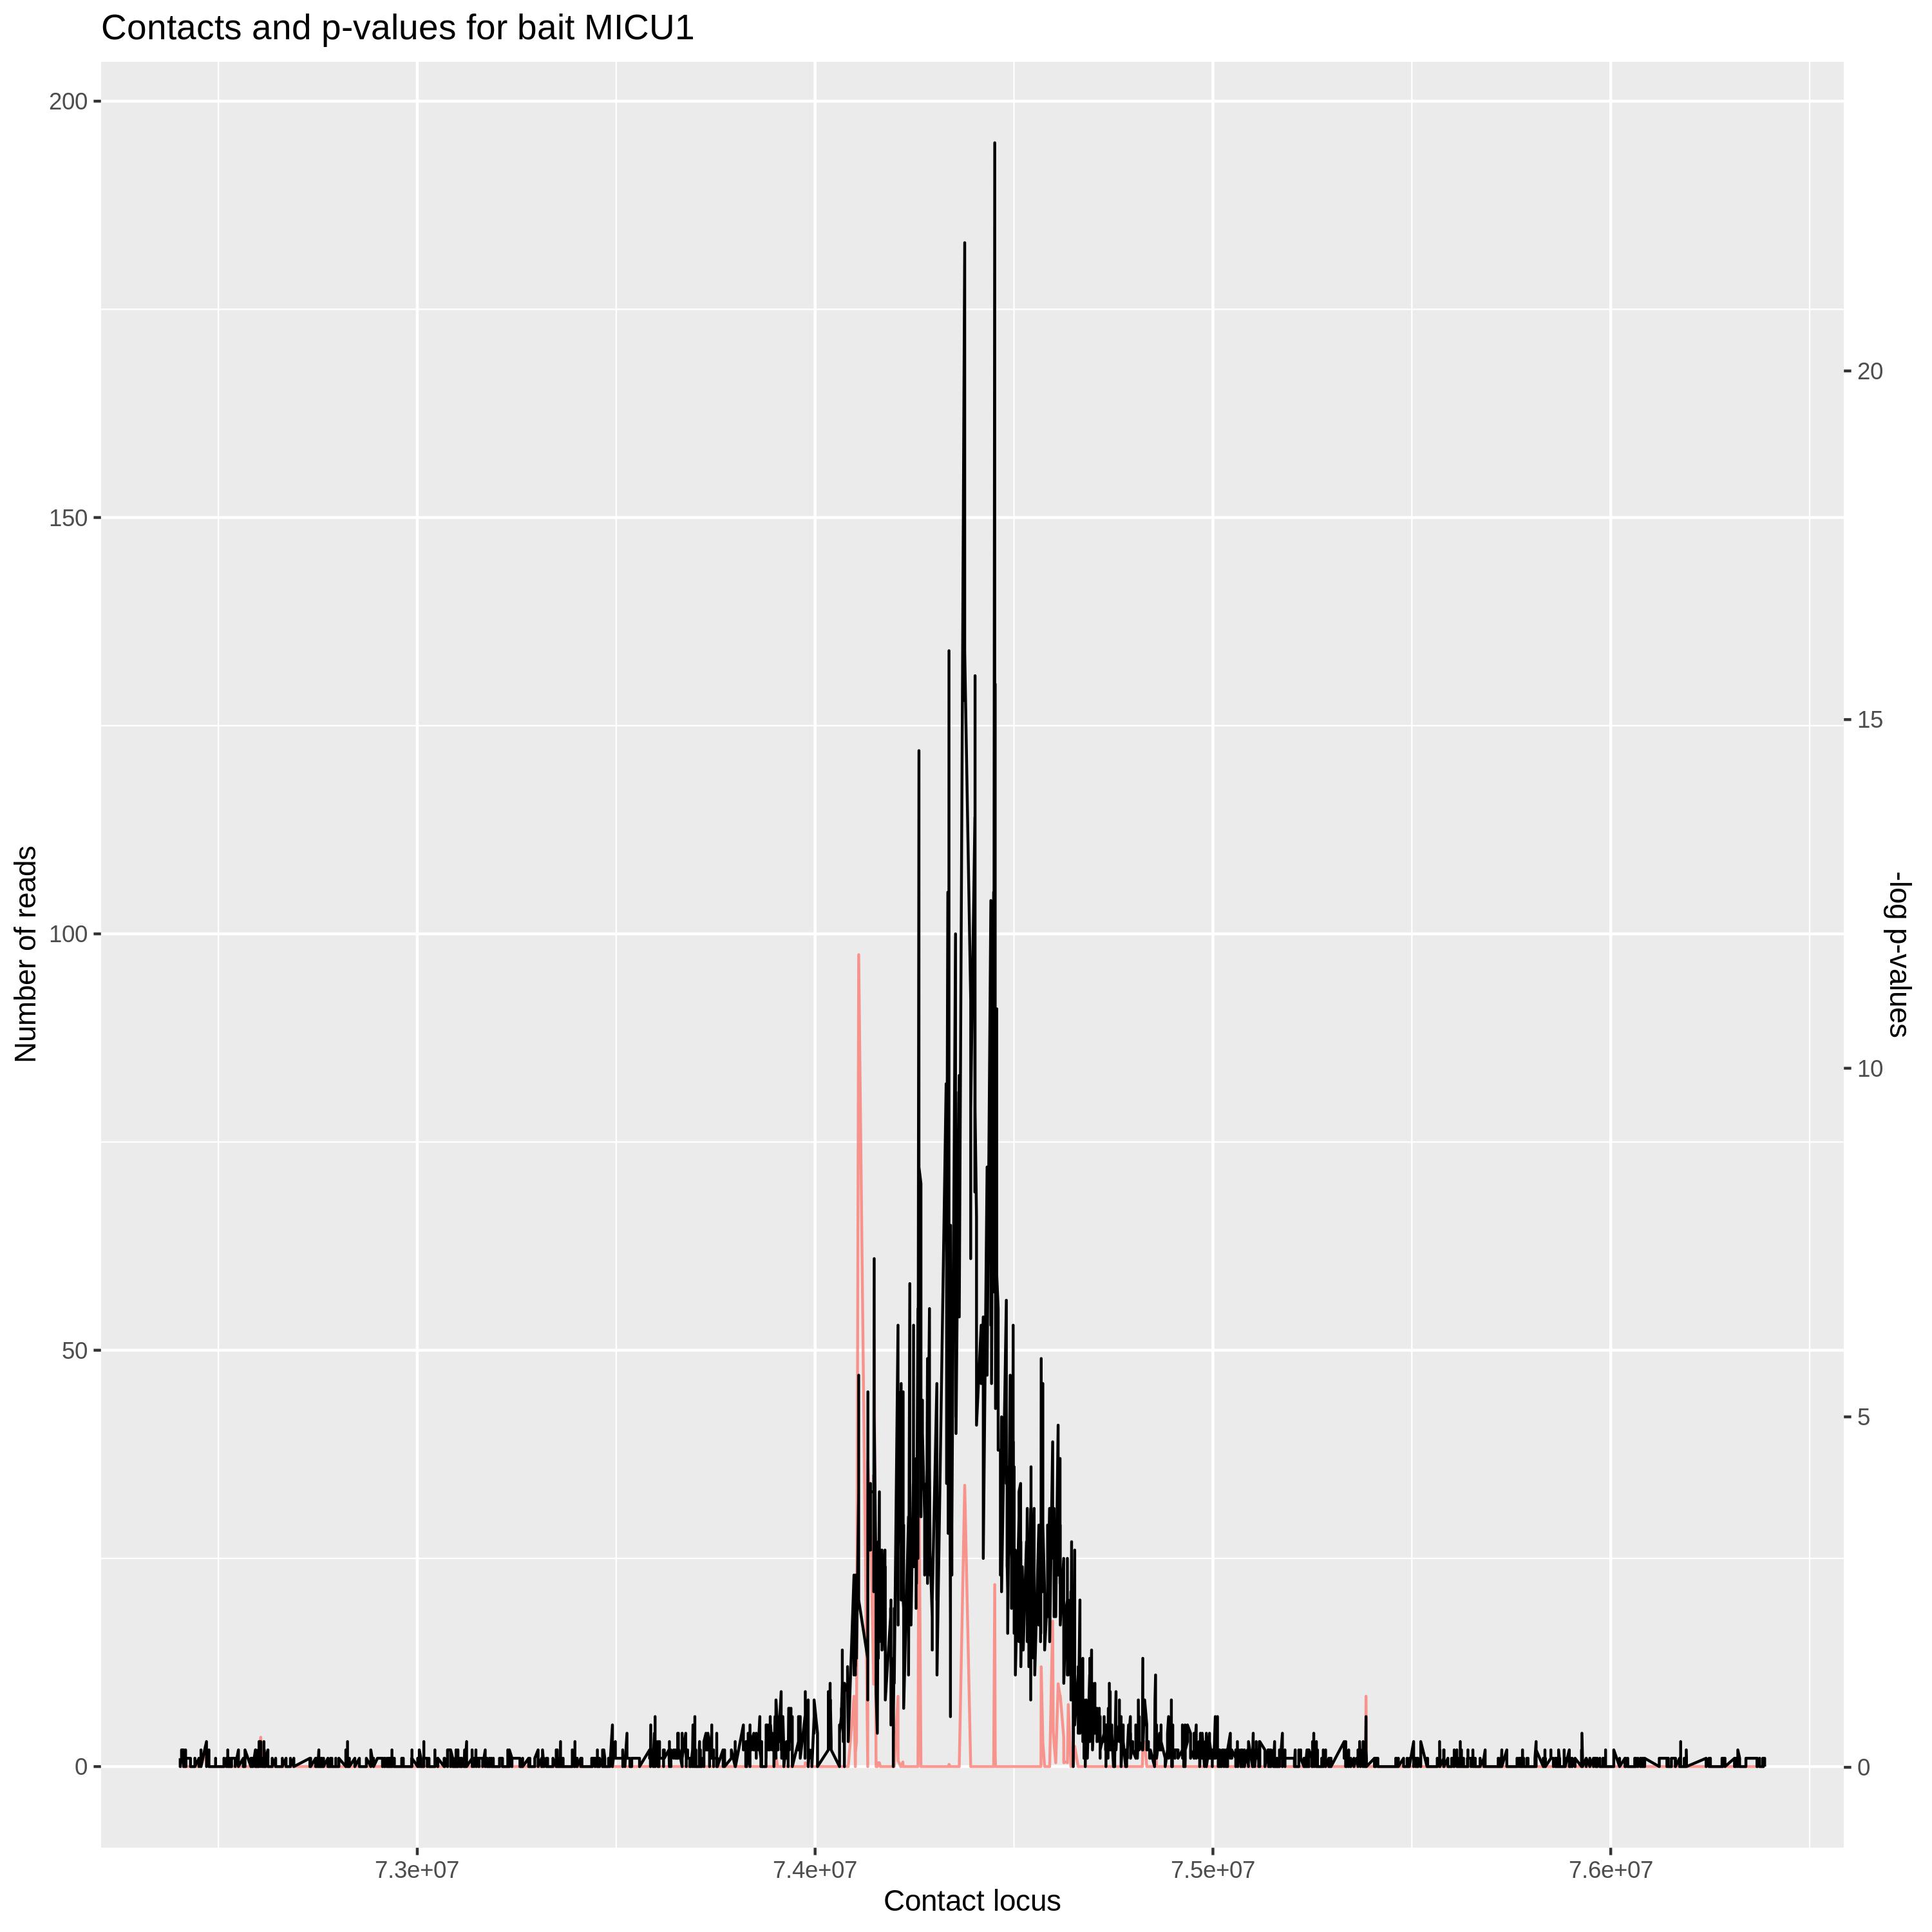 Contacts and p-values for bait MICU1
200
150
100
50
0
Number of reads
20
15
10
5
0
-log p-values
7.3e+07 7.4e+07 7.5e+07 7.6e+07
Contact locus